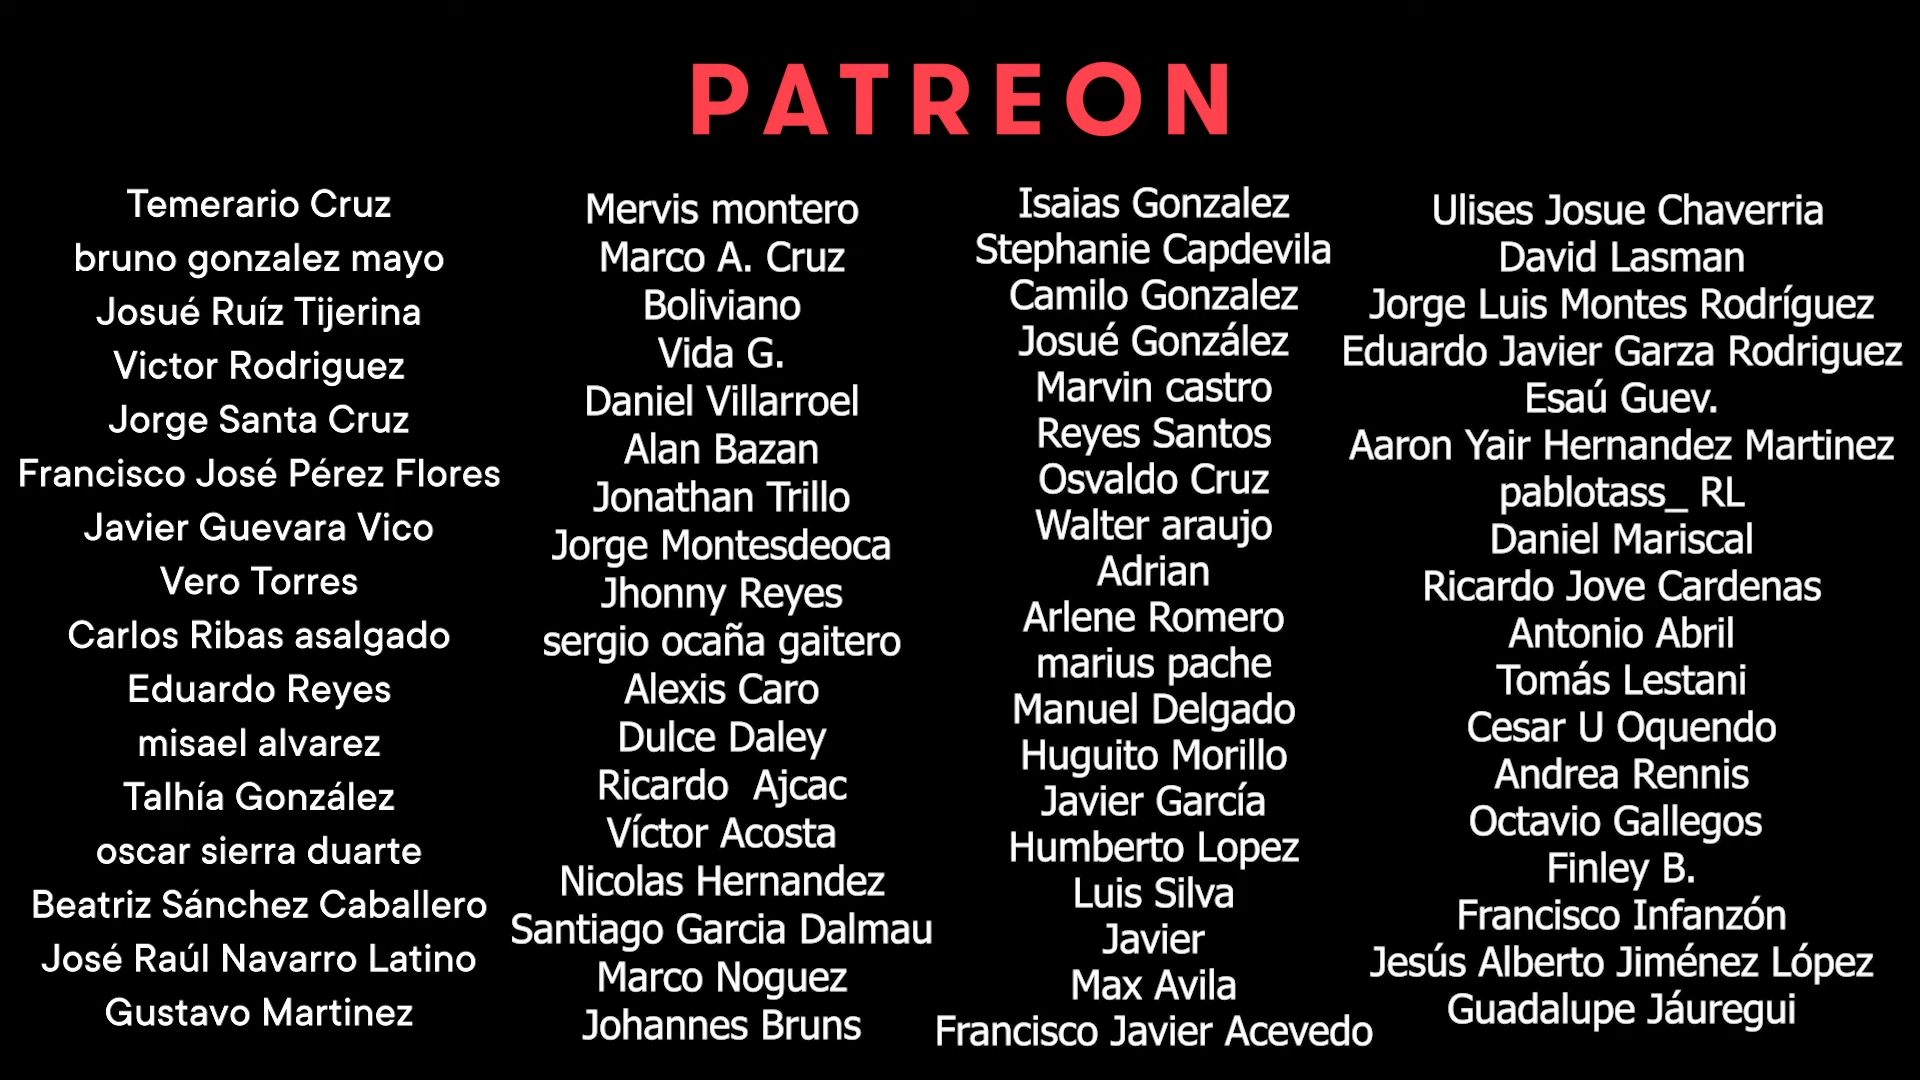 PATREON
Temerario Cruz
bruno gonzalez mayo
Josué Ruíz Tijerina
Victor Rodriguez
Jorge Santa Cruz
Francisco José Pérez Flores
Javier Guevara Vico
Vero Torres
Carlos Ribas asalgado
Eduardo Reyes
misael alvarez
Talhía González
oscar sierra duarte
Beatriz Sánchez Caballero
José Raúl Navarro Latino
Gustavo Martinez
Mervis montero
Marco A. Cruz
Boliviano
Vida G.
Daniel Villarroel
Alan Bazan
Jonathan Trillo
Jorge Montesdeoca
Jhonny Reyes
sergio ocaña gaitero
Alexis Caro
Dulce Daley
Ricardo  Ajcac
Víctor Acosta
Nicolas Hernandez
Santiago Garcia Dalmau
Marco Noguez
Johannes Bruns
Isaias Gonzalez
Stephanie Capdevila
Camilo Gonzalez
Josué González
Marvin castro
Reyes Santos
Osvaldo Cruz
Walter araujo
Adrian
Arlene Romero
marius pache
Manuel Delgado
Huguito Morillo
Javier García
Humberto Lopez
Luis Silva
Javier
Max Avila
Francisco Javier Acevedo
Ulises Josue Chaverria
David Lasman
Jorge Luis Montes Rodríguez
Eduardo Javier Garza Rodriguez
Esaú Guev.
Aaron Yair Hernandez Martinez
pablotass_ RL
Daniel Mariscal
Ricardo Jove Cardenas
Antonio Abril
Tomás Lestani
Cesar U Oquendo
Andrea Rennis
Octavio Gallegos
Finley B.
Francisco Infanzón
Jesús Alberto Jiménez López
Guadalupe Jáuregui